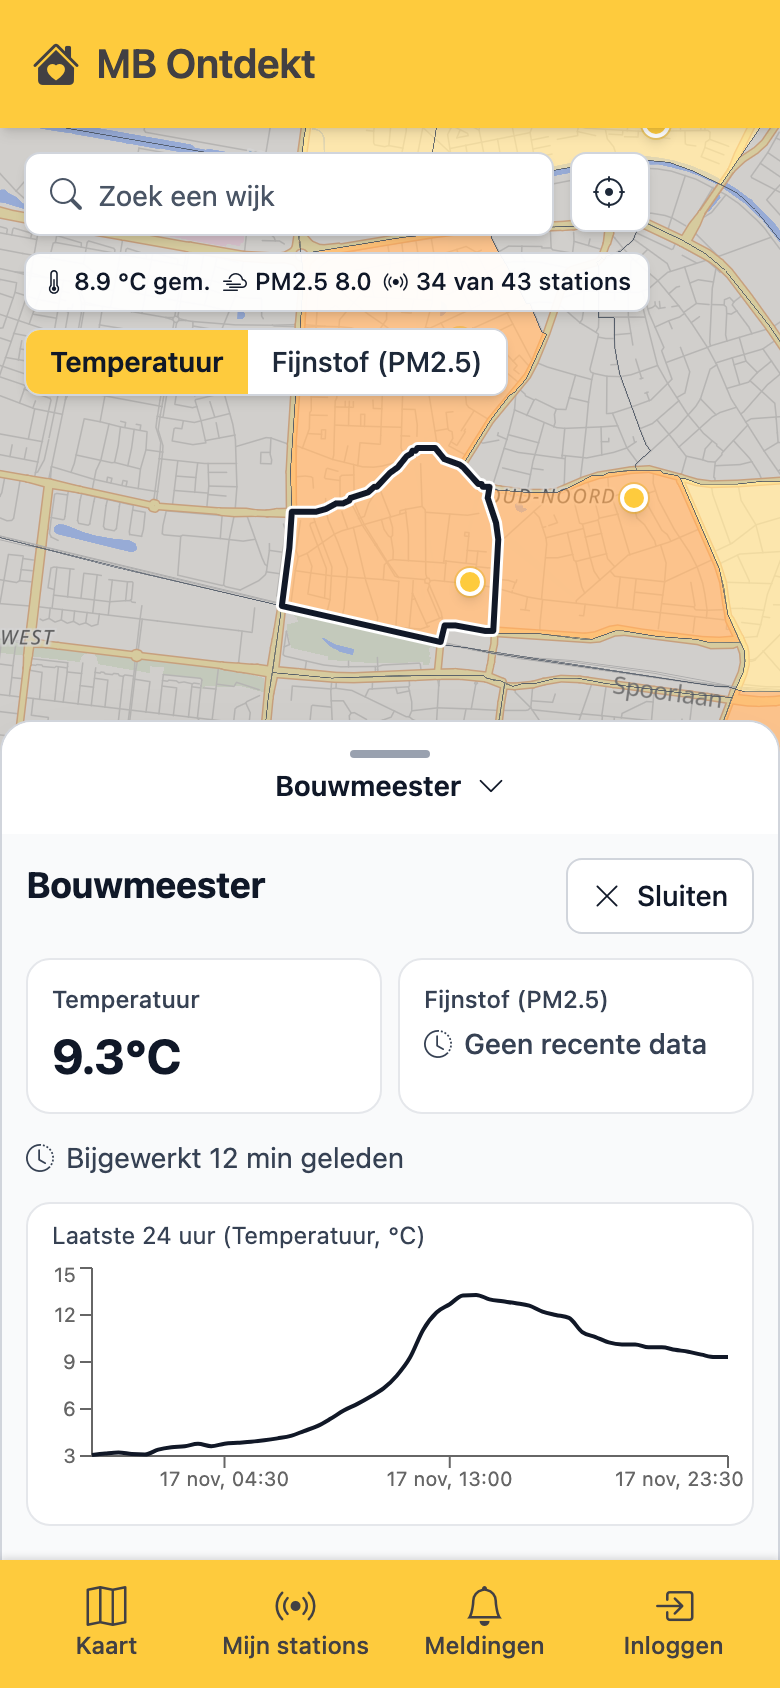 MB Ontdekt
Zoek een wijk
8.9 °C gem. PM2.5 8.0 34 van 43 stations
Temperatuur Fijnstof (PM2.5)
OUD-NOORD
WEST
Spoorlaan
Bouwmeester
Bouwmeester
Sluiten
Temperatuur
9.3°C
Fijnstof (PM2.5)
Geen recente data
Bijgewerkt 12 min geleden
Laatste 24 uur (Temperatuur, °C)
15
12
9
6
3
17 nov, 04:30 17 nov, 13:00 17 nov, 23:30
Kaart Mijn stations Meldingen Inloggen